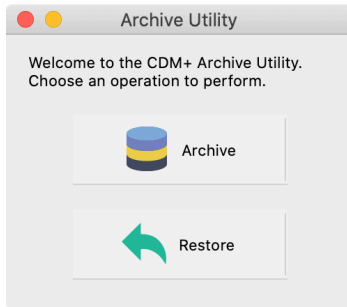 Archive Utility
Welcome to the CDM+ Archive Utility.
Choose an operation to perform.
Archive
Restore